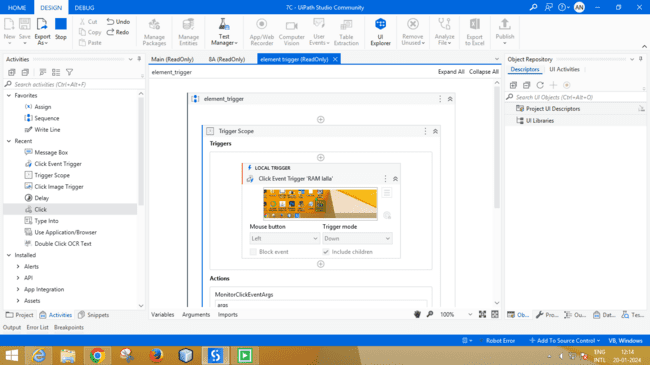 HOME DESIGN DEBUG 7C - UiPath Studio Community AN
New Save Export As Stop Cut Copy Paste Undo Redo Manage Packages Manage Entities Test Manager App/Web Recorder Computer Vision User Events Table Extraction UI Explorer Remove Unused Analyze File Export to Excel Publish
Activities
Search activities (Ctrl+Alt+F)
Favorites
Assign
Sequence
Write Line
Recent
Message Box
Click Event Trigger
Trigger Scope
Click Image Trigger
Delay
Click
Type Into
Use Application/Browser
Double Click OCR Text
Installed
Alerts
API
App Integration
Assets
Project Activities Snippets
Main (ReadOnly) 8A (ReadOnly) element trigger (ReadOnly)
element_trigger Expand All Collapse All
element_trigger
Trigger Scope
Triggers
LOCAL TRIGGER
Click Event Trigger 'RAM lalla'
Mouse button Trigger mode
Left Down
Block event Include children
Actions
MonitorClickEventArgs
args
Variables Arguments Imports 100%
Object Repository
Descriptors UI Activities
Search UI Objects (Ctrl+Alt+O)
Project UI Descriptors
UI Libraries
Ob... Pr... Ou... Dat... Tes...
Output Error List Breakpoints
Robot Error Add To Source Control VB, Windows
ENG INTL 12:14 20-01-2024